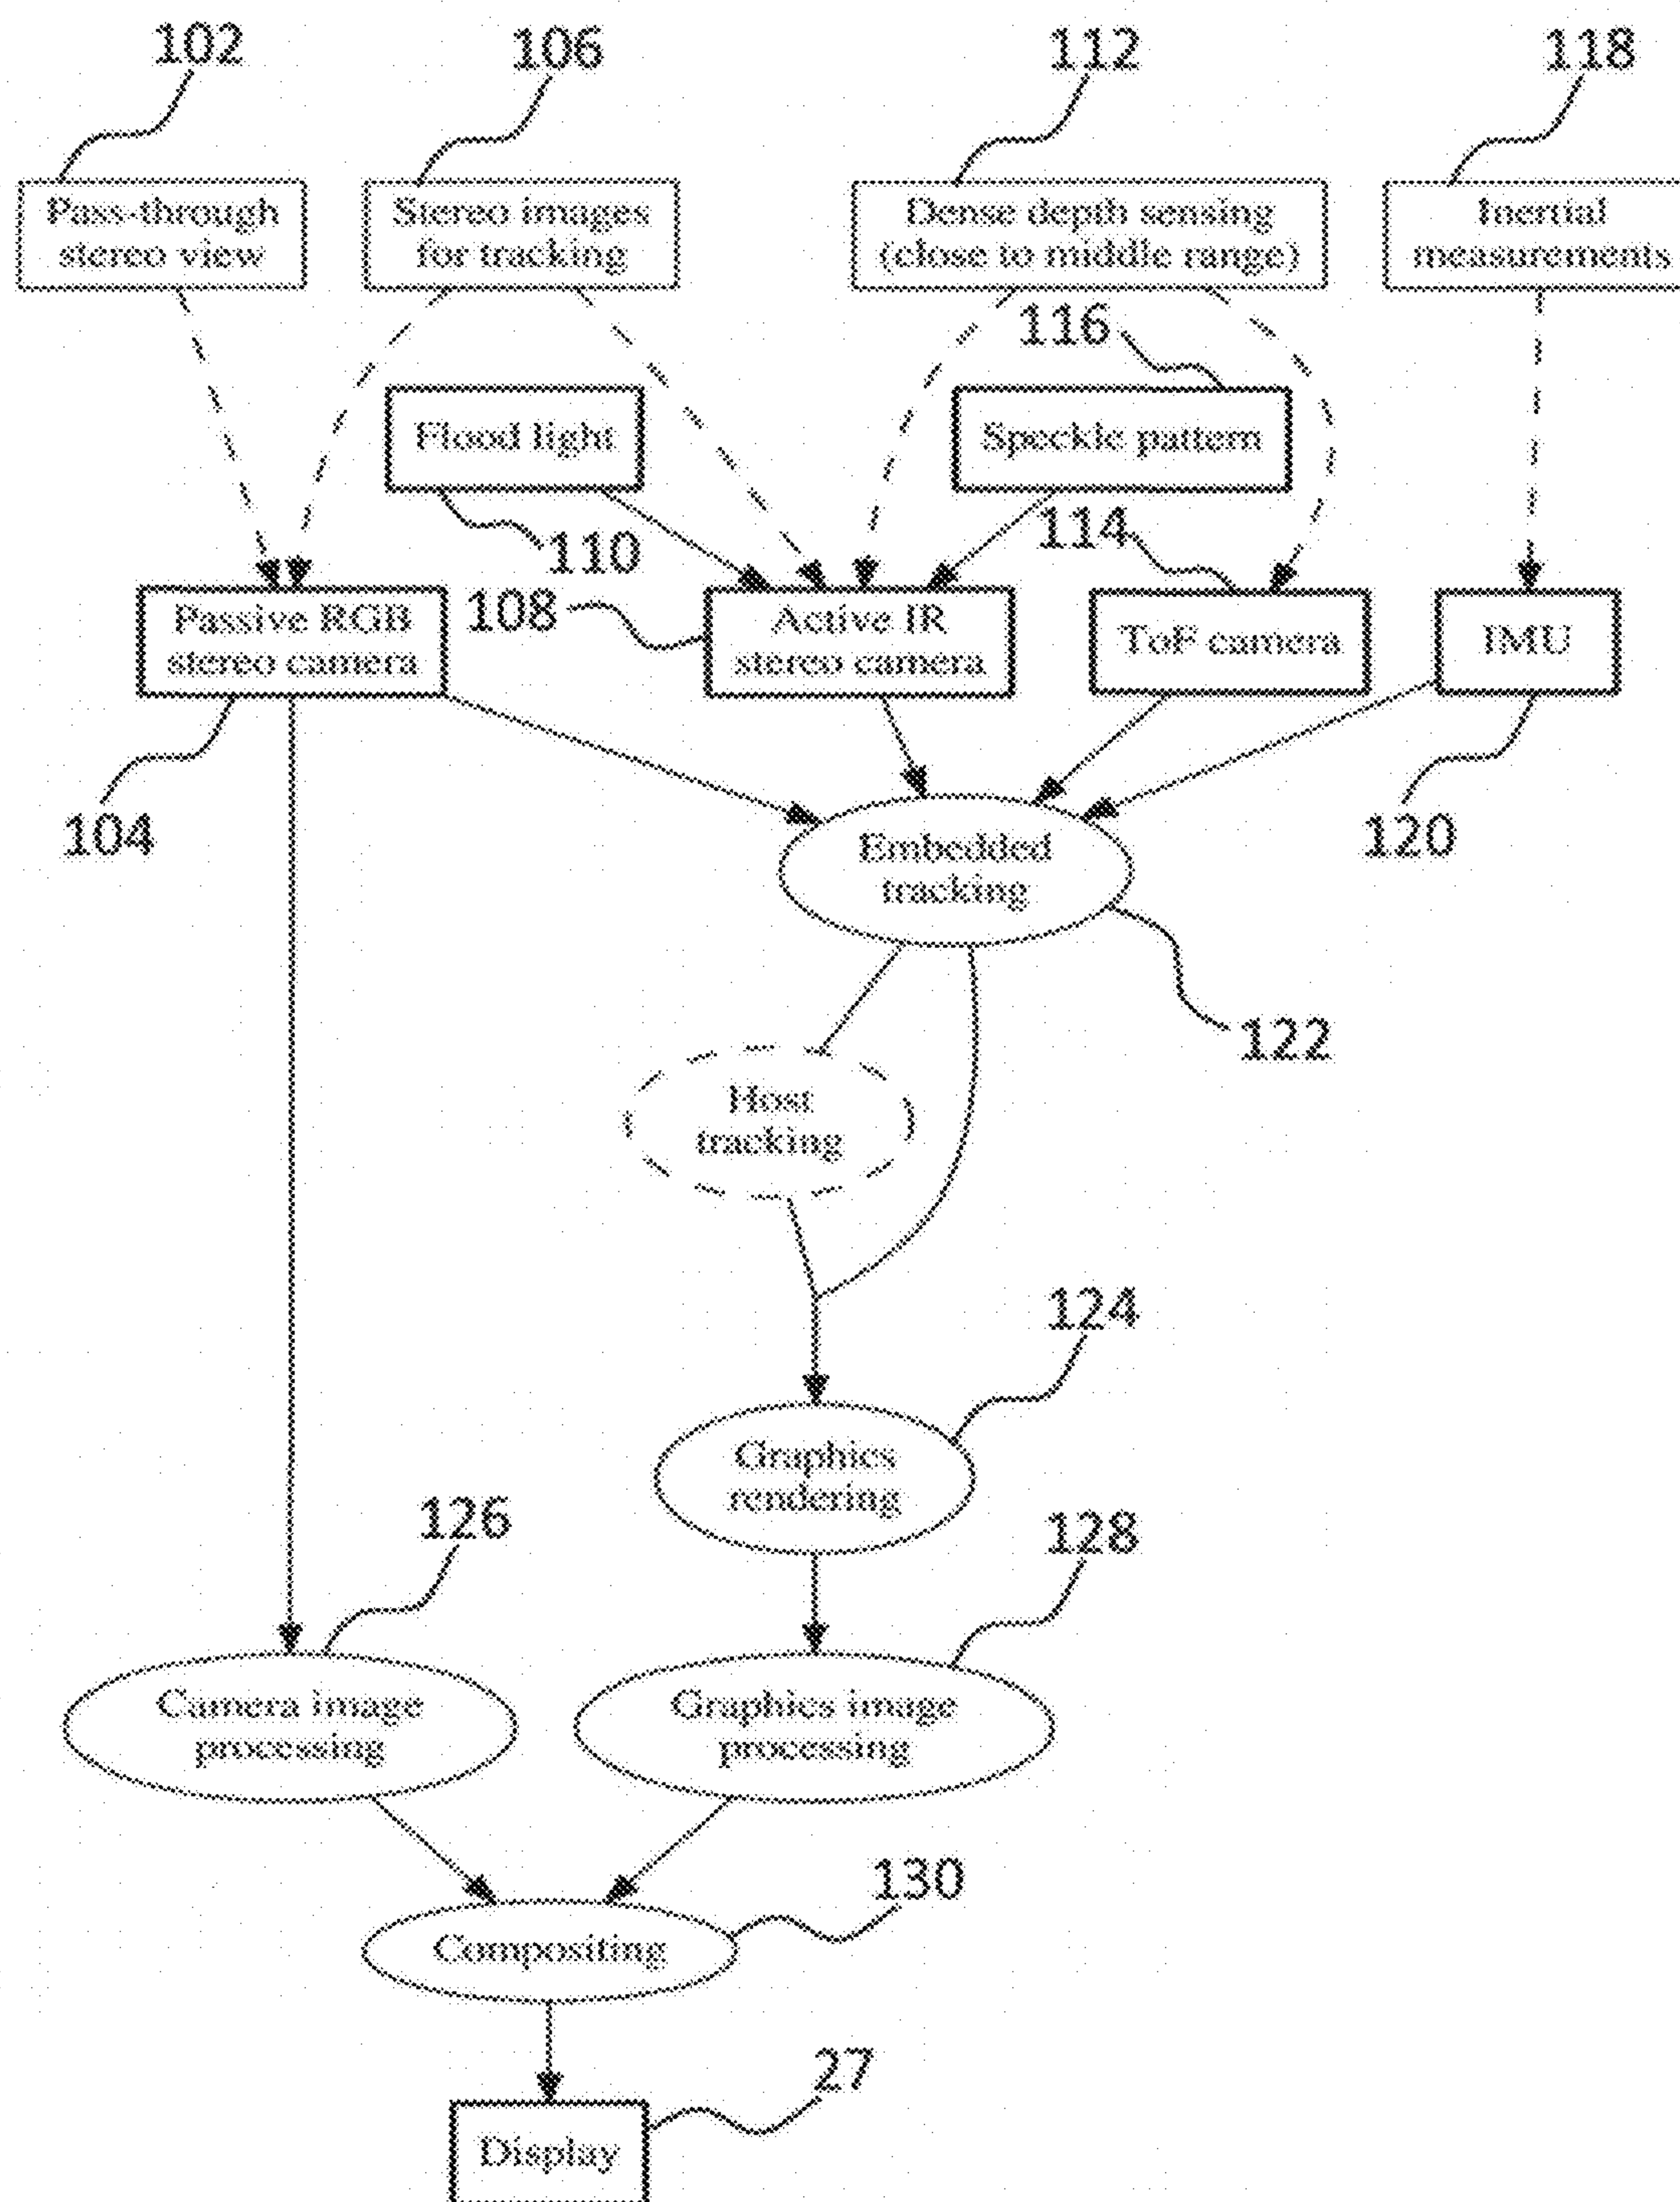 102
106
112
118
Pass-through
stereo view
Stereo images
for tracking
Dense depth sensing
(close to middle range)
Inertial
measurements
116
Flood light
Speckle pattern
110
114
108
Passive RGB
stereo camera
Active IR
stereo camera
ToF camera
IMU
104
120
Embedded
tracking
122
Host
tracking
124
Graphics
rendering
126
128
Camera image
processing
Graphics image
processing
130
Compositing
27
Display